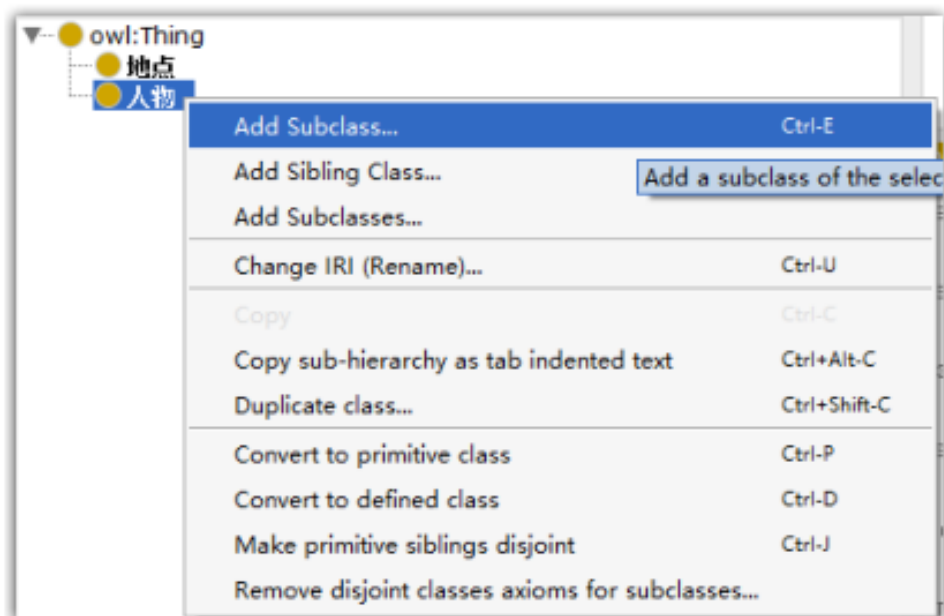 owl:Thing
地点
人物
Add Subclass... Ctrl-E
Add Sibling Class...
Add a subclass of the selec
Add Subclasses...
Change IRI (Rename)... Ctrl-U
Copy Ctrl-C
Copy sub-hierarchy as tab indented text Ctrl+Alt-C
Duplicate class... Ctrl+Shift-C
Convert to primitive class Ctrl-P
Convert to defined class Ctrl-D
Make primitive siblings disjoint Ctrl-J
Remove disjoint classes axioms for subclasses...